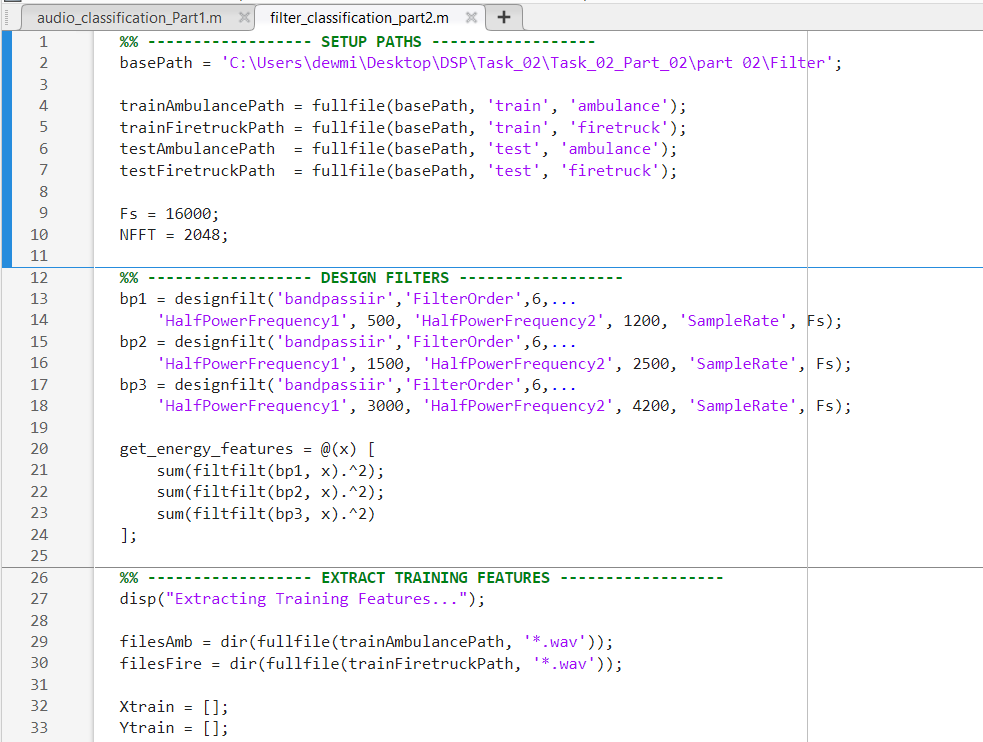 audio_classification_Part1.m × filter_classification_part2.m × +
1 %% ------------------ SETUP PATHS ------------------
2 basePath = 'C:\Users\dewmi\Desktop\DSP\Task_02\Task_02_Part_02\part 02\Filter';
3
4 trainAmbulancePath = fullfile(basePath, 'train', 'ambulance');
5 trainFiretruckPath = fullfile(basePath, 'train', 'firetruck');
6 testAmbulancePath  = fullfile(basePath, 'test', 'ambulance');
7 testFiretruckPath  = fullfile(basePath, 'test', 'firetruck');
8
9 Fs = 16000;
10 NFFT = 2048;
11
12 %% ------------------ DESIGN FILTERS ------------------
13 bp1 = designfilt('bandpassiir','FilterOrder',6,...
14     'HalfPowerFrequency1', 500, 'HalfPowerFrequency2', 1200, 'SampleRate', Fs);
15 bp2 = designfilt('bandpassiir','FilterOrder',6,...
16     'HalfPowerFrequency1', 1500, 'HalfPowerFrequency2', 2500, 'SampleRate', Fs);
17 bp3 = designfilt('bandpassiir','FilterOrder',6,...
18     'HalfPowerFrequency1', 3000, 'HalfPowerFrequency2', 4200, 'SampleRate', Fs);
19
20 get_energy_features = @(x) [
21     sum(filtfilt(bp1, x).^2);
22     sum(filtfilt(bp2, x).^2);
23     sum(filtfilt(bp3, x).^2)
24 ];
25
26 %% ------------------ EXTRACT TRAINING FEATURES ------------------
27 disp("Extracting Training Features...");
28
29 filesAmb = dir(fullfile(trainAmbulancePath, '*.wav'));
30 filesFire = dir(fullfile(trainFiretruckPath, '*.wav'));
31
32 Xtrain = [];
33 Ytrain = [];